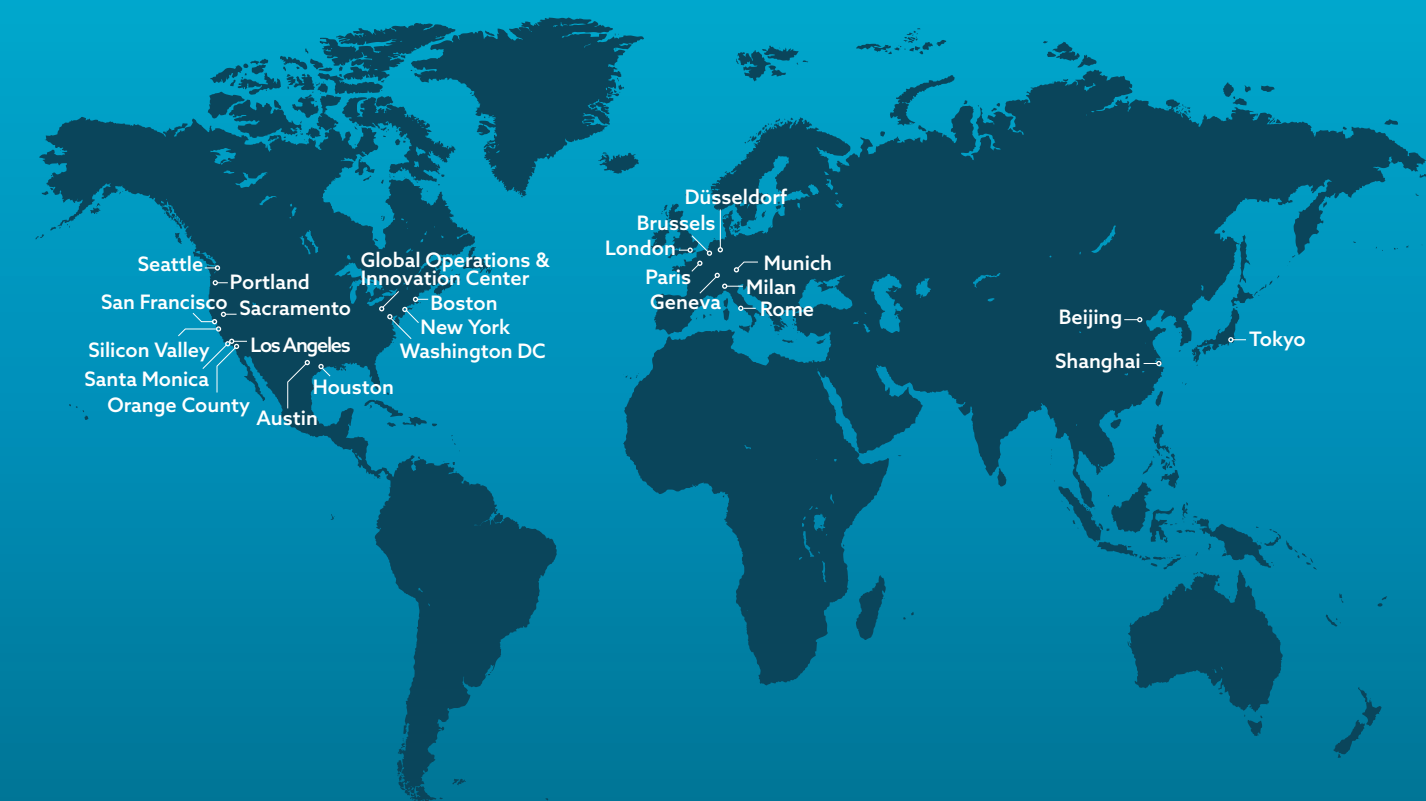 Seattle
Portland
San Francisco
Sacramento
Silicon Valley
Los Angeles
Santa Monica
Orange County
Houston
Austin
Global Operations &
Innovation Center
Boston
New York
Washington DC
Düsseldorf
Brussels
London
Paris
Geneva
Munich
Milan
Rome
Beijing
Shanghai
Tokyo